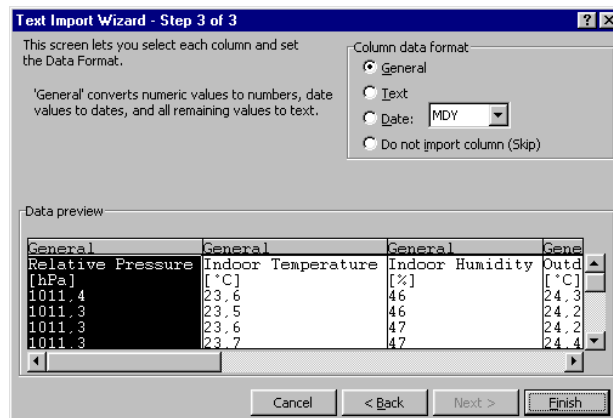 Text Import Wizard - Step 3 of 3
This screen lets you select each column and set
the Data Format.
'General' converts numeric values to numbers, date
values to dates, and all remaining values to text.
Column data format
General
Text
Date: MDY
Do not import column (Skip)
Data preview
General General General Gene
Relative Pressure Indoor Temperature Indoor Humidity Outd
[hPa] [°C] [%] [°C]
1011,4 23,6 46 24,3
1011,3 23,5 46 24,2
1011,3 23,6 47 24,2
1011,3 23,7 47 24,4
Cancel < Back Next > Finish